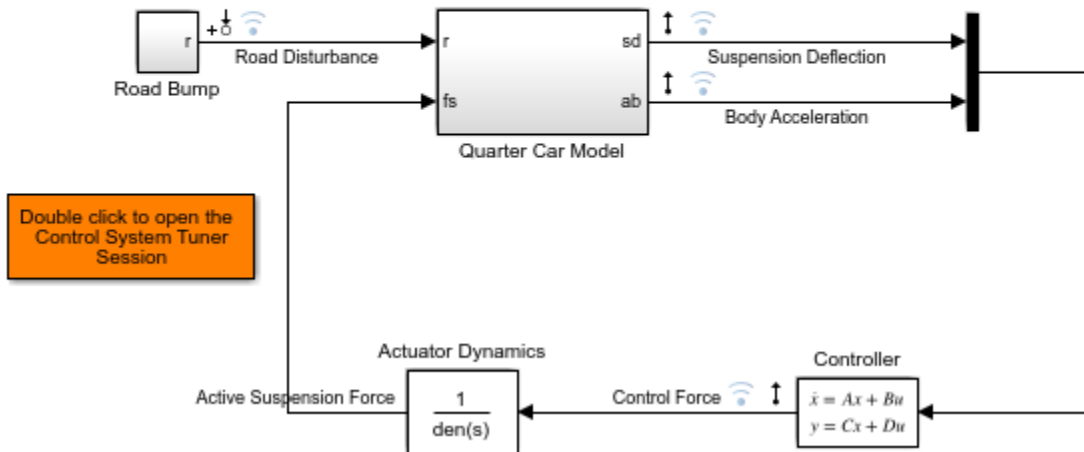 r
Road Disturbance
Road Bump
r
fs
sd
ab
Quarter Car Model
Suspension Deflection
Body Acceleration
Double click to open the
Control System Tuner
Session
Actuator Dynamics
Active Suspension Force
1
den(s)
Control Force
Controller
ẋ = Ax + Bu
y = Cx + Du